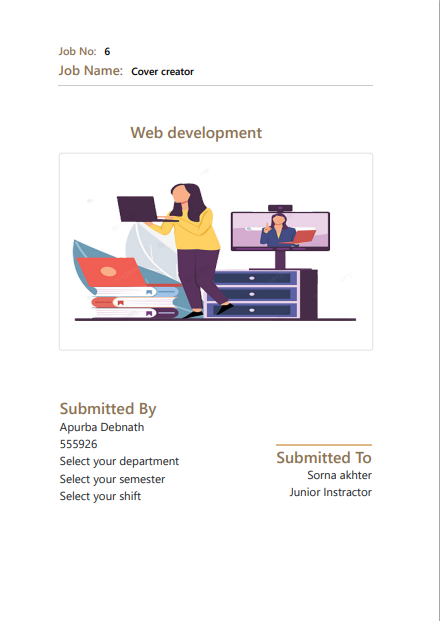 Job No: 6
Job Name: Cover creator
Web development
Submitted By
Apurba Debnath
555926
Select your department
Select your semester
Select your shift
Submitted To
Sorna akhter
Junior Instractor